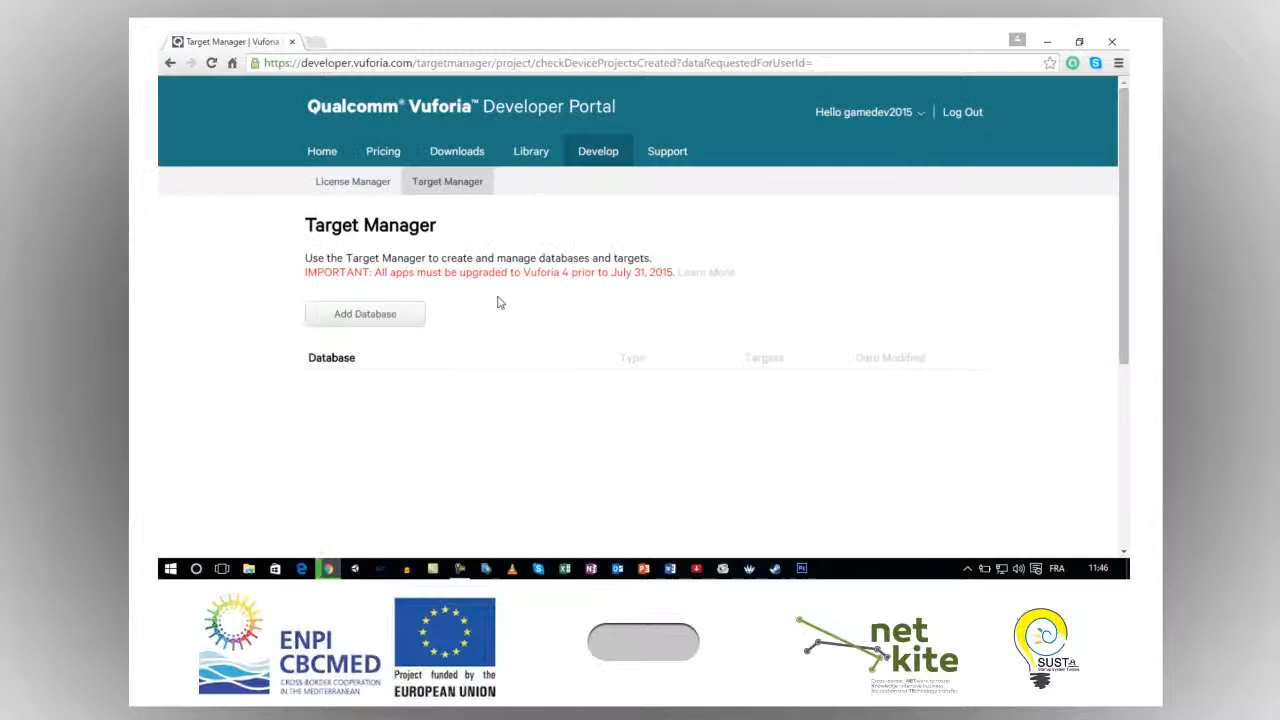 Target Manager | Vuforia
https://developer.vuforia.com/targetmanager/project/checkDeviceProjectsCreated?dataRequestedForUserId=
Qualcomm® Vuforia™ Developer Portal
Hello gamedev2015 | Log Out
Home Pricing Downloads Library Develop Support
License Manager Target Manager
Target Manager
Use the Target Manager to create and manage databases and targets.
IMPORTANT: All apps must be upgraded to Vuforia 4 prior to July 31, 2015. Learn More
Add Database
Database Type Targets Date Modified
FRA 11:46
ENPI
CBCMED
CROSS-BORDER COOPERATION
IN THE MEDITERRANEAN
Project funded by the
EUROPEAN UNION
net
kite
SUST.